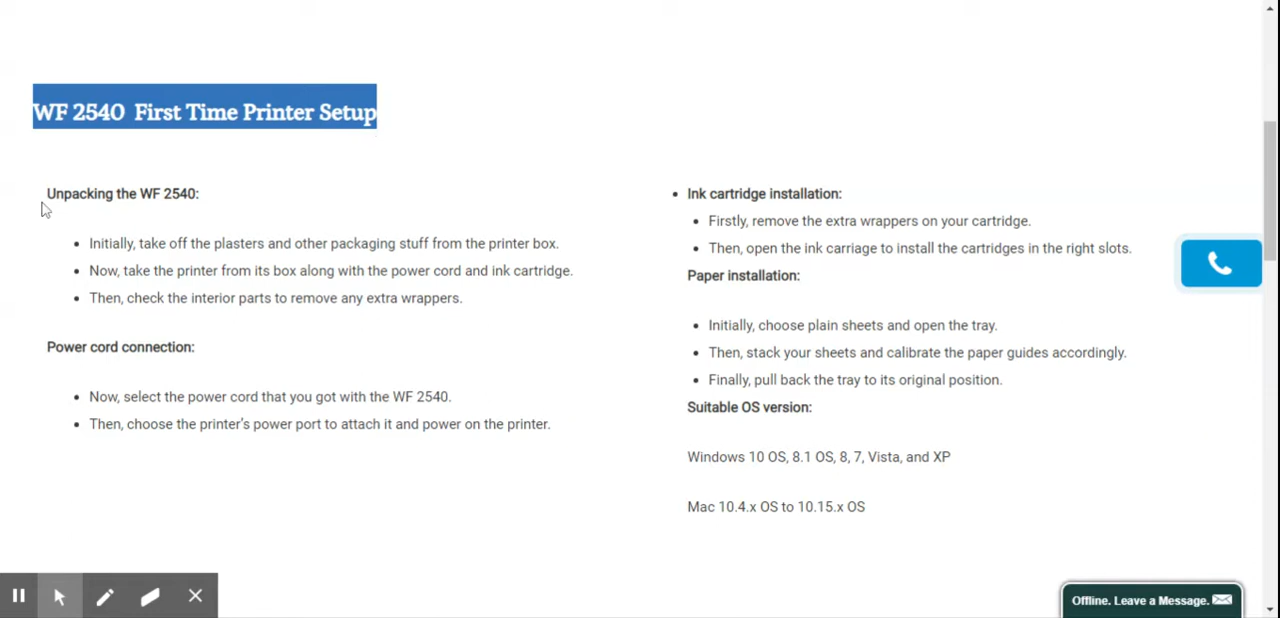 WF 2540 First Time Printer Setup
Unpacking the WF 2540:
Initially, take off the plasters and other packaging stuff from the printer box.
Now, take the printer from its box along with the power cord and ink cartridge.
Then, check the interior parts to remove any extra wrappers.
Power cord connection:
Now, select the power cord that you got with the WF 2540.
Then, choose the printer's power port to attach it and power on the printer.
Ink cartridge installation:
Firstly, remove the extra wrappers on your cartridge.
Then, open the ink carriage to install the cartridges in the right slots.
Paper installation:
Initially, choose plain sheets and open the tray.
Then, stack your sheets and calibrate the paper guides accordingly.
Finally, pull back the tray to its original position.
Suitable OS version:
Windows 10 OS, 8.1 OS, 8, 7, Vista, and XP
Mac 10.4.x OS to 10.15.x OS
Offline. Leave a Message.